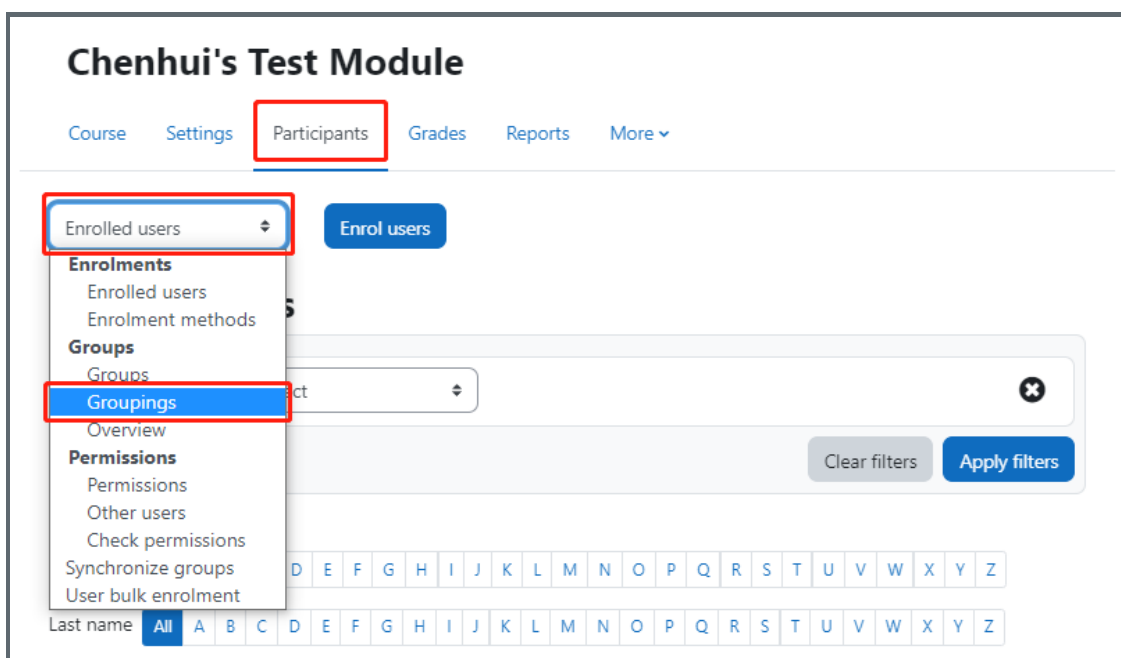 Chenhui's Test Module
Course Settings Participants Grades Reports More
Enrolled users Enrol users
Enrolments
Enrolled users
s
Enrolment methods
Groups
Groups
ct
Groupings
Overview
Permissions
Clear filters Apply filters
Permissions
Other users
Check permissions
Synchronize groups D E F G H I J K L M N O P Q R S T U V W X Y Z
User bulk enrolment
Last name All A B C D E F G H I J K L M N O P Q R S T U V W X Y Z